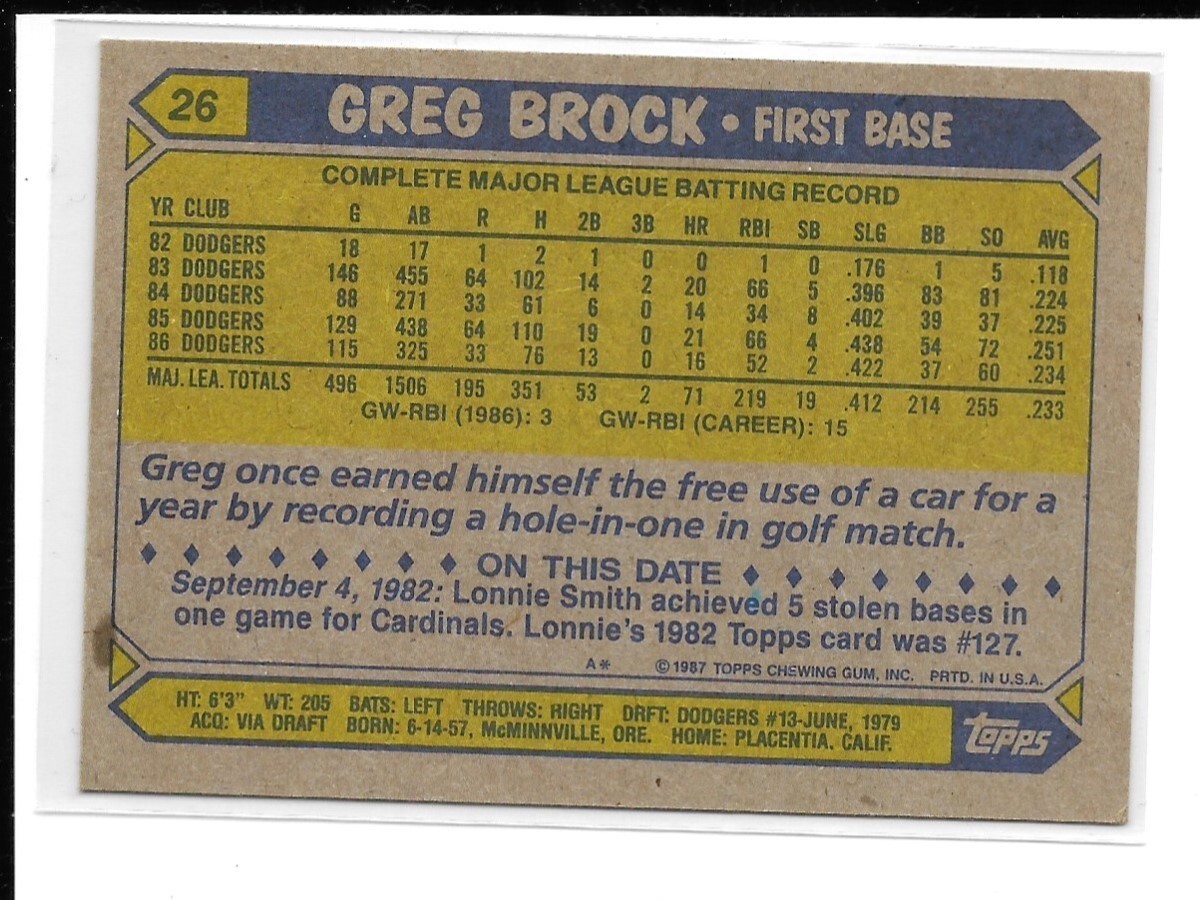 26 GREG BROCK • FIRST BASE
COMPLETE MAJOR LEAGUE BATTING RECORD
YR CLUB G AB R H 2B 3B HR RBI SB SLG BB SO AVG
82 DODGERS 18 17 1 2 1 0 0 1 0 .176 1 5 .118
83 DODGERS 146 455 64 102 14 2 20 66 5 .396 83 81 .224
84 DODGERS 88 271 33 61 6 0 14 34 8 .402 39 37 .225
85 DODGERS 129 438 64 110 19 0 21 66 4 .438 54 72 .251
86 DODGERS 115 325 33 76 13 0 16 52 2 .422 37 60 .234
MAJ. LEA. TOTALS 496 1506 195 351 53 2 71 219 19 .412 214 255 .233
GW-RBI (1986): 3 GW-RBI (CAREER): 15
Greg once earned himself the free use of a car for a
year by recording a hole-in-one in golf match.
♦ ♦ ♦ ♦ ♦ ♦ ♦ ♦ ON THIS DATE ♦ ♦ ♦ ♦ ♦ ♦ ♦ ♦
September 4, 1982: Lonnie Smith achieved 5 stolen bases in
one game for Cardinals. Lonnie's 1982 Topps card was #127.
A* © 1987 TOPPS CHEWING GUM, INC. PRTD. IN U.S.A.
HT: 6'3" WT: 205 BATS: LEFT THROWS: RIGHT DRFT: DODGERS #13-JUNE, 1979
ACQ: VIA DRAFT BORN: 6-14-57, McMINNVILLE, ORE. HOME: PLACENTIA. CALIF.
topps